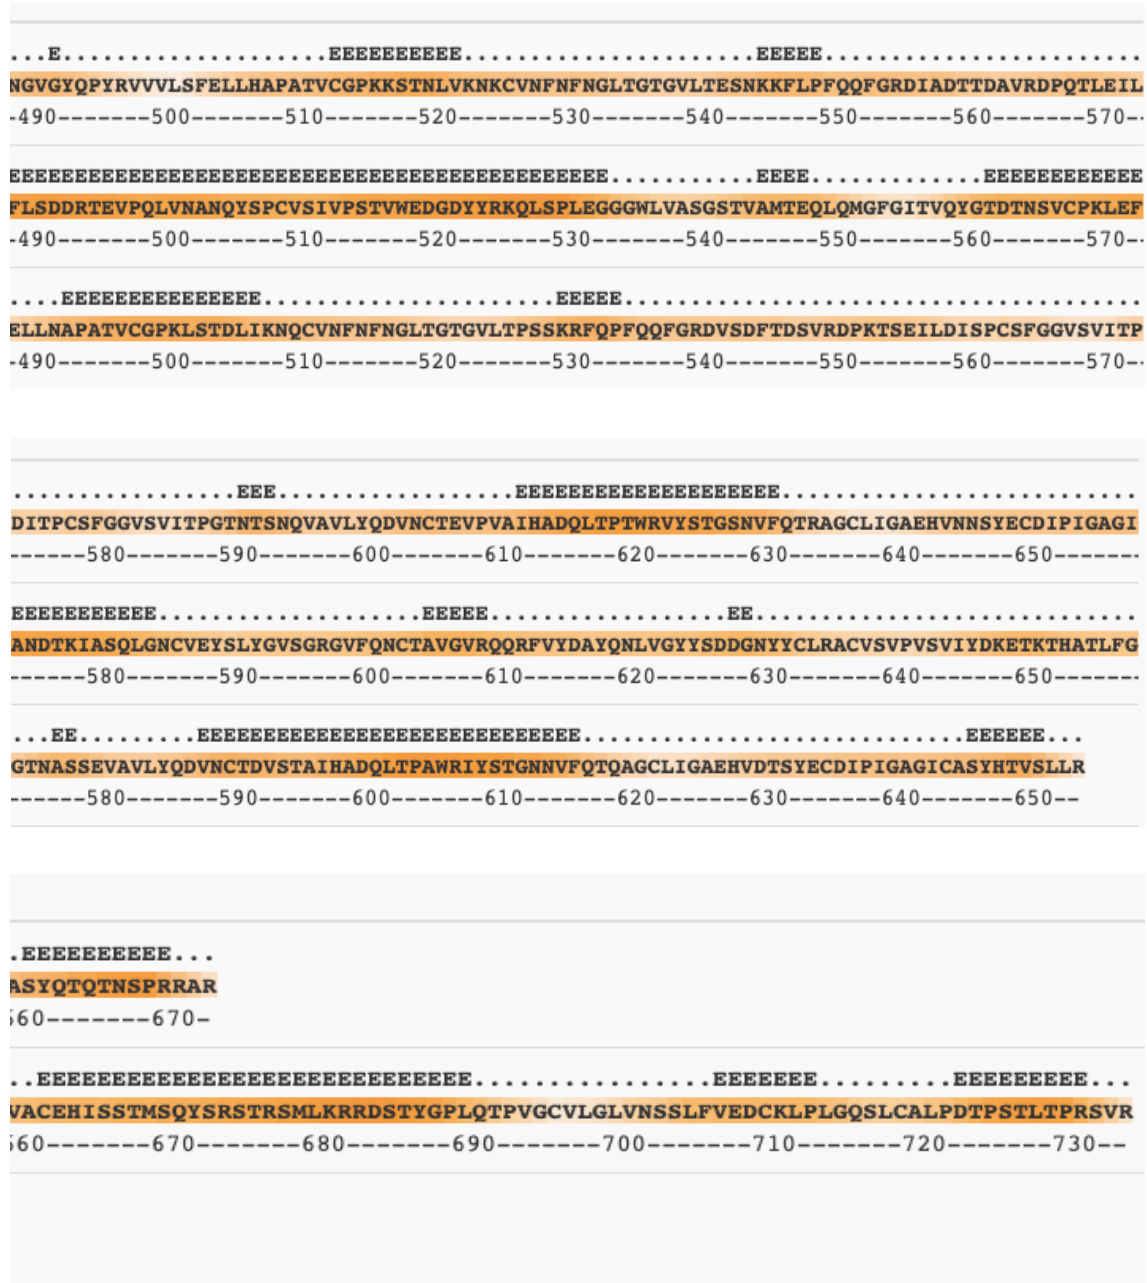 ...E....................EEEEEEEEEE......................EEEEE........................
NGVGYQPYRVVVLSFELLHAPATVCGPKKSTNLVKNKCVNFNFNGLTGTGVLTESNKKFLPFQQFGRDIADTTDAVRDPQTLEIL
-490-------500-------510-------520-------530-------540-------550-------560-------570-
EEEEEEEEEEEEEEEEEEEEEEEEEEEEEEEEEEEEEEEEEEEEE...........EEEE.............EEEEEEEEEEEE
FLSDDRTEVPQLVNANQYSPCVSIVPSTVWEDGDYYRKQLSPLEGGGWLVASGSTVAMTEQLQMGFGITVQYGTDTNSVCPKLEF
-490-------500-------510-------520-------530-------540-------550-------560-------570-
....EEEEEEEEEEEEEEE......................EEEEE.......................................
ELLNAPATVCGPKLSTDLIKNQCVNFNFNGLTGTGVLTPSSKRFQPFQQFGRDVSDFTDSVRDPKTSEILDISPCSFGGVSVITP
-490-------500-------510-------520-------530-------540-------550-------560-------570-
.................EEE..................EEEEEEEEEEEEEEEEEEEE...........................
DITPCSFGGVSVITPGTNTSNQVAVLYQDVNCTEVPVAIHADQLTPTWRVYSTGSNVFQTRAGCLIGAEHVNNSYECDIPIGAGI
------580-------590-------600-------610-------620-------630-------640-------650------
EEEEEEEEEEE....................EEEEE..................EE.............................
ANDTKIASQLGNCVEYSLYGVSGRGVFQNCTAVGVRQQRFVYDAYQNLVGYYSDDGNYYCLRACVSVPVSVIYDKETKTHATLFG
------580-------590-------600-------610-------620-------630-------640-------650------
...EE.........EEEEEEEEEEEEEEEEEEEEEEEEEEEEE.............................EEEEEE...
GTNASSEVAVLYQDVNCTDVSTAIHADQLTPAWRIYSTGNNVFQTQAGCLIGAEHVDTSYECDIPIGAGICASYHTVSLLR
------580-------590-------600-------610-------620-------630-------640-------650--
.EEEEEEEEEE...
ASYQTQTNSPRRAR
60-------670-
..EEEEEEEEEEEEEEEEEEEEEEEEEEEEE................EEEEEEE.........EEEEEEEEE...
VACEHISSTMSQYSRSTRSMLKRRDSTYGPLQTPVGCVLGLVNSSLFVEDCKLPLGQSLCALPDTPSTLTPRSVR
60-------670-------680-------690-------700-------710-------720-------730--